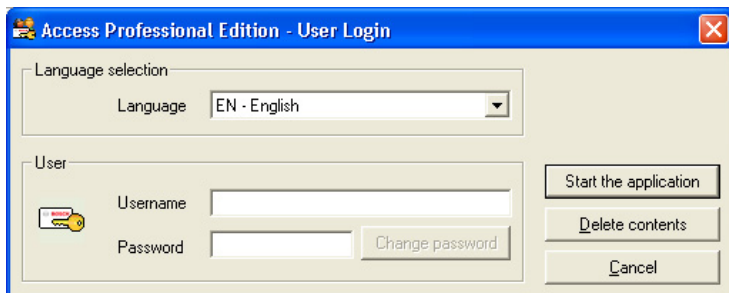 Access Professional Edition - User Login
Language selection
Language EN - English
User
Username
Password Change password
Start the application
Delete contents
Cancel
BOSCH